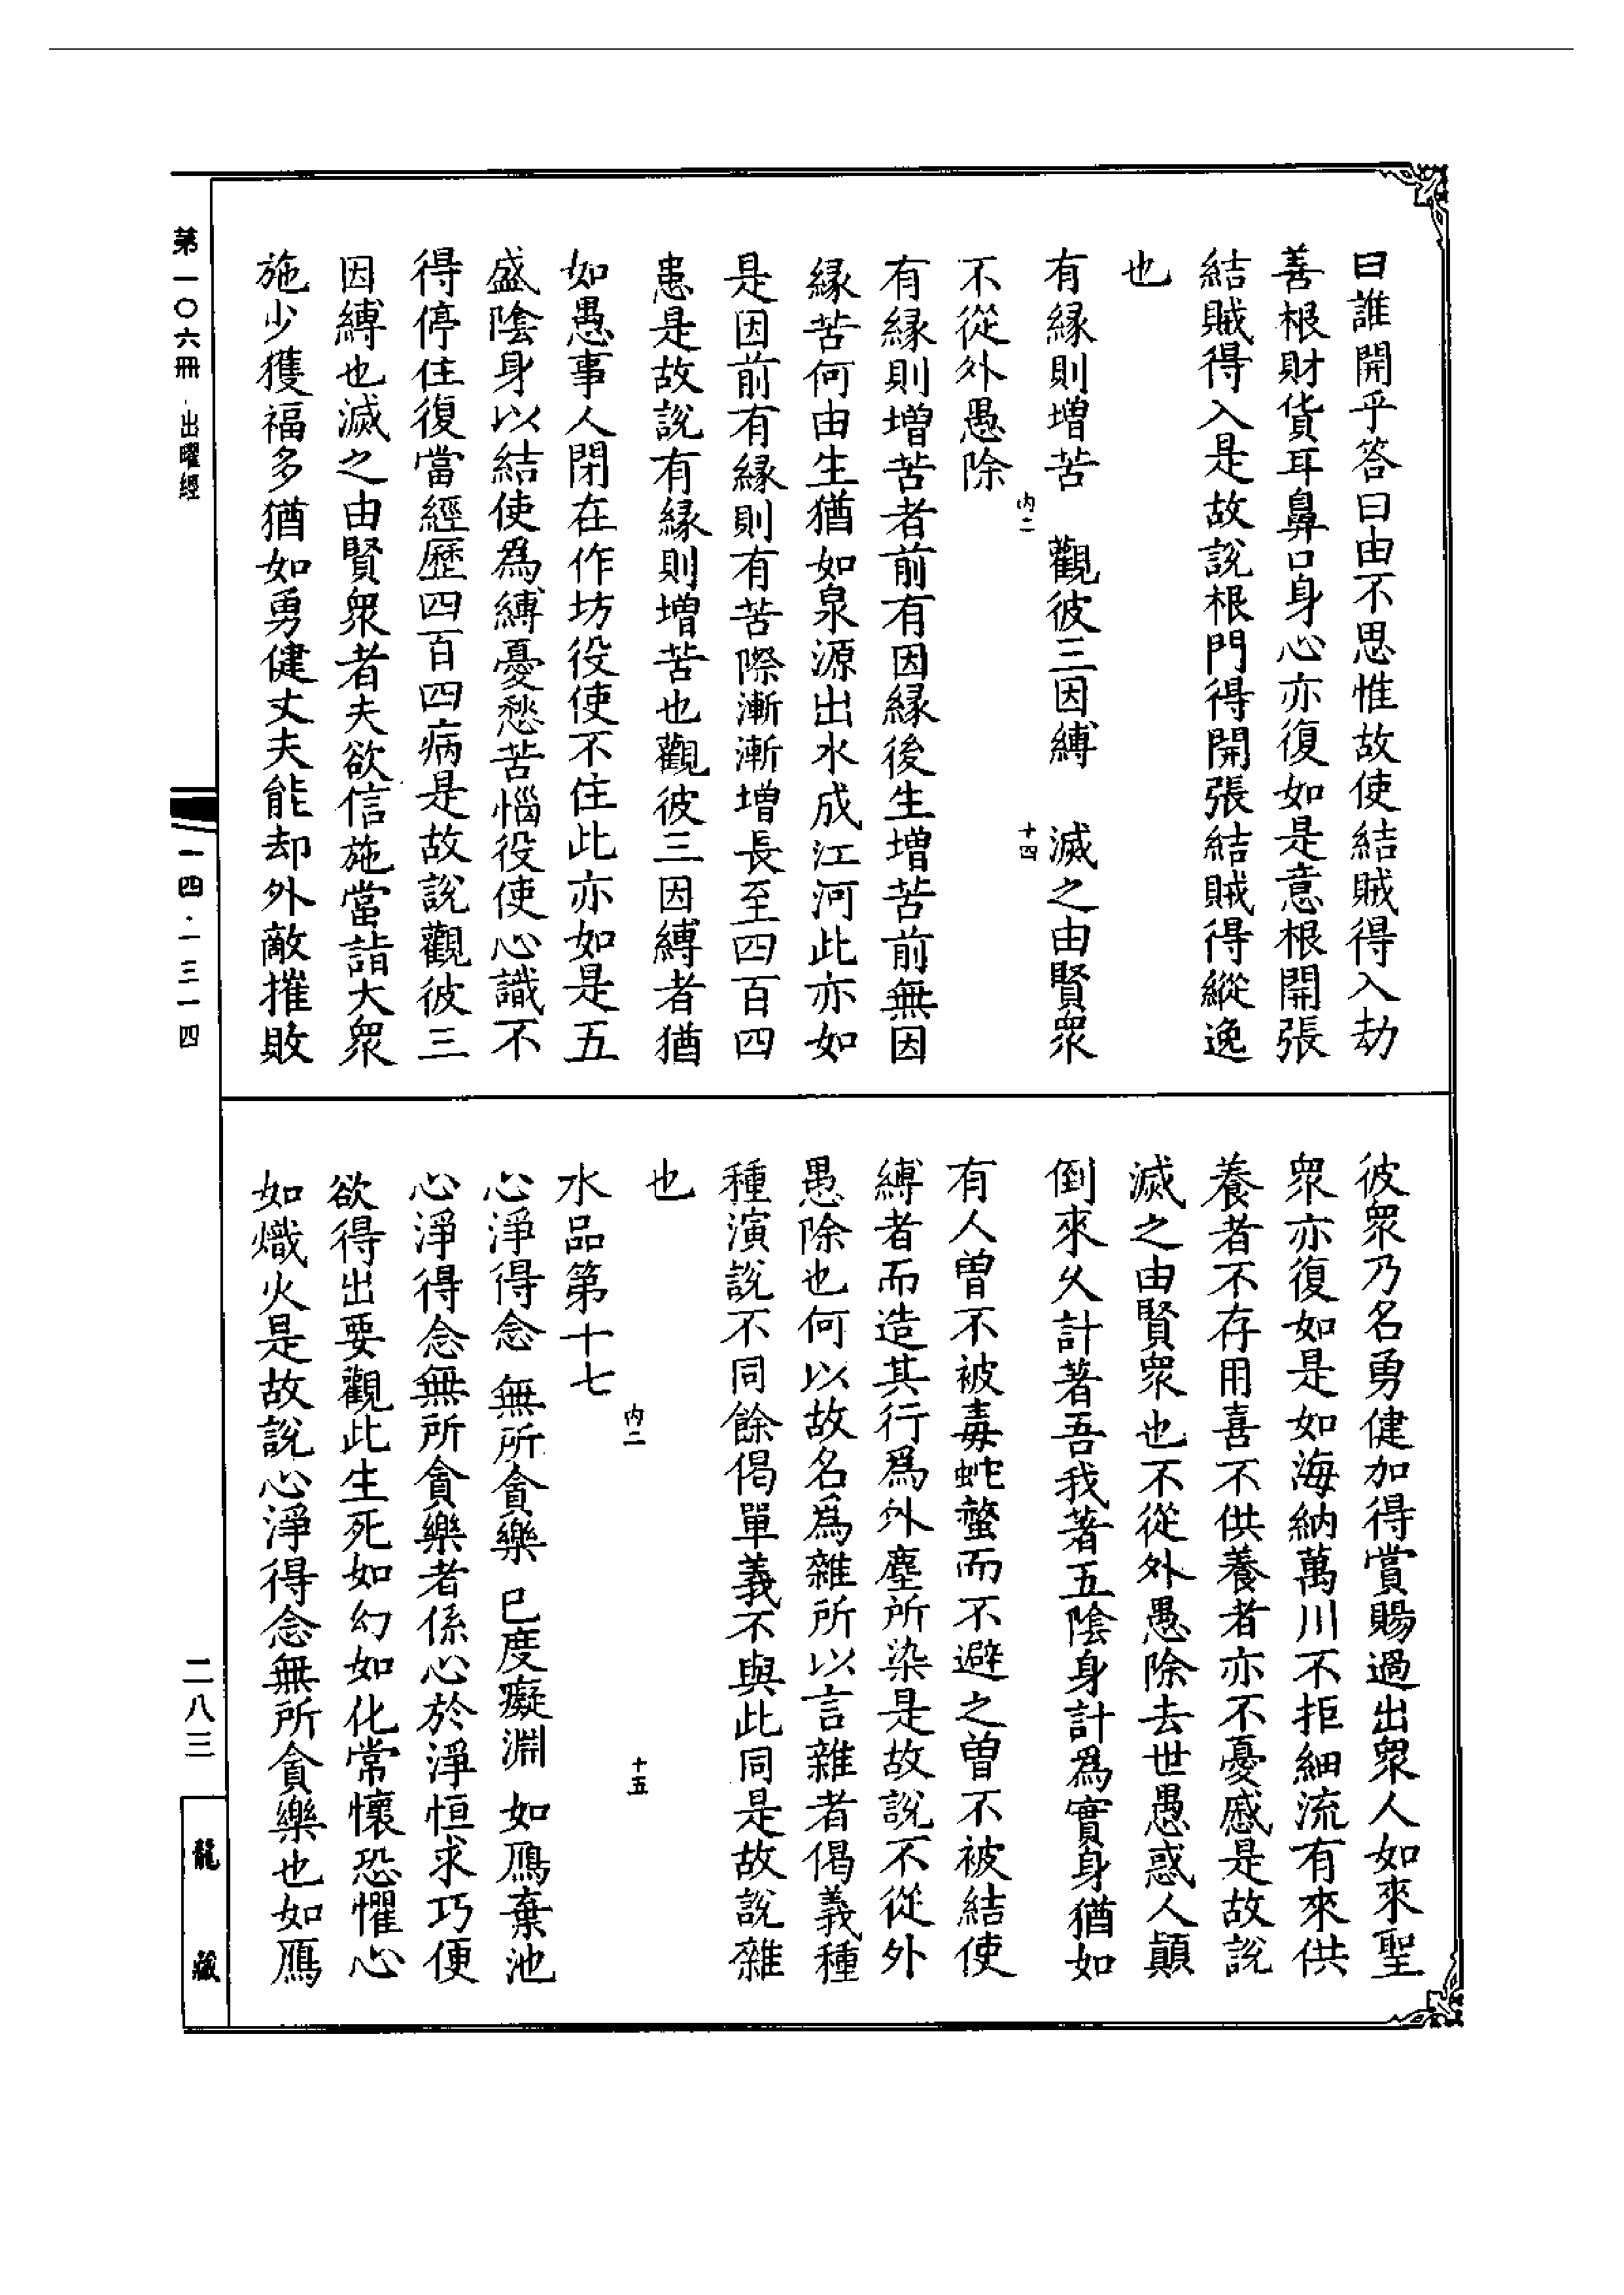 曰誰開乎答曰由不思惟故使結賊得入劫
善根財貨耳鼻口身心亦復如是意根開張
結賊得入是故說根門得開張結賊得縱逸
也
有緣則增苦　觀彼三因縛　滅之由賢衆
内二　十四
不從外愚除
有緣則增苦者前有因緣後生增苦前無因
緣苦何由生猶如泉源出水成江河此亦如
是因前有緣則有苦際漸漸增長至四百四
患是故說有緣則增苦也觀彼三因縛者猶
如愚事人閉在作坊役使不住此亦如是五
盛陰身以結使爲縛憂愁苦惱役使心識不
得停住復當經歷四百四病是故說觀彼三
因縛也滅之由賢衆者夫欲信施當詣大衆
施少獲福多猶如勇健丈夫能却外敵摧敗
彼衆乃名勇健加得賞賜過出衆人如來聖
衆亦復如是如海納萬川不拒細流有來供
養者不存用喜不供養者亦不憂慼是故說
滅之由賢衆也不從外愚除去世愚惑人顛
倒來久計著吾我著五陰身計爲實身猶如
有人曾不被毒蛇螫而不避之曾不被結使
縛者而造其行爲外塵所染是故說不從外
愚除也何以故名爲雜所以言雜者偈義種
種演說不同餘偈單義不與此同是故說雜
也
内二　十五
水品第十七
心淨得念　無所貪樂　已度癡淵　如鴈棄池
心淨得念無所貪樂者係心於淨恒求巧便
欲得出要觀此生死如幻如化常懷恐懼心
如熾火是故說心淨得念無所貪樂也如鴈
第一〇六冊　出曜經
一四·一三一四
二八三
龍藏